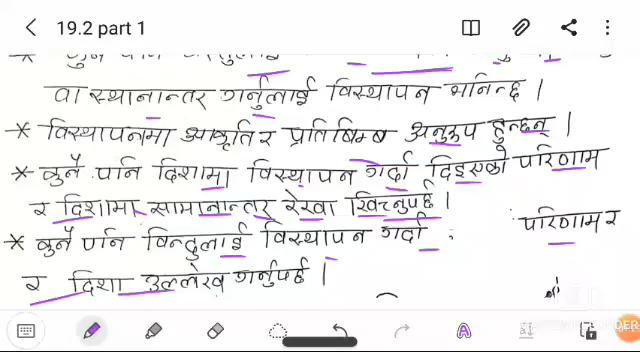 19.2 part 1
वा स्थानान्तर गर्नुलाई विस्थापन भनिन्छ |
* विस्थापनमा आकृति र प्रतिबिम्ब अनुरूप हुन्छन् |
* कुनै पनि दिशामा विस्थापन गर्दा दिइएको परिणाम
र दिशामा सामानान्तर रेखा खिच्नुपर्छ |
* कुनै पनि विन्दुलाई विस्थापन गर्दा परिणाम र
र दिशा उल्लेख गर्नुपर्छ |